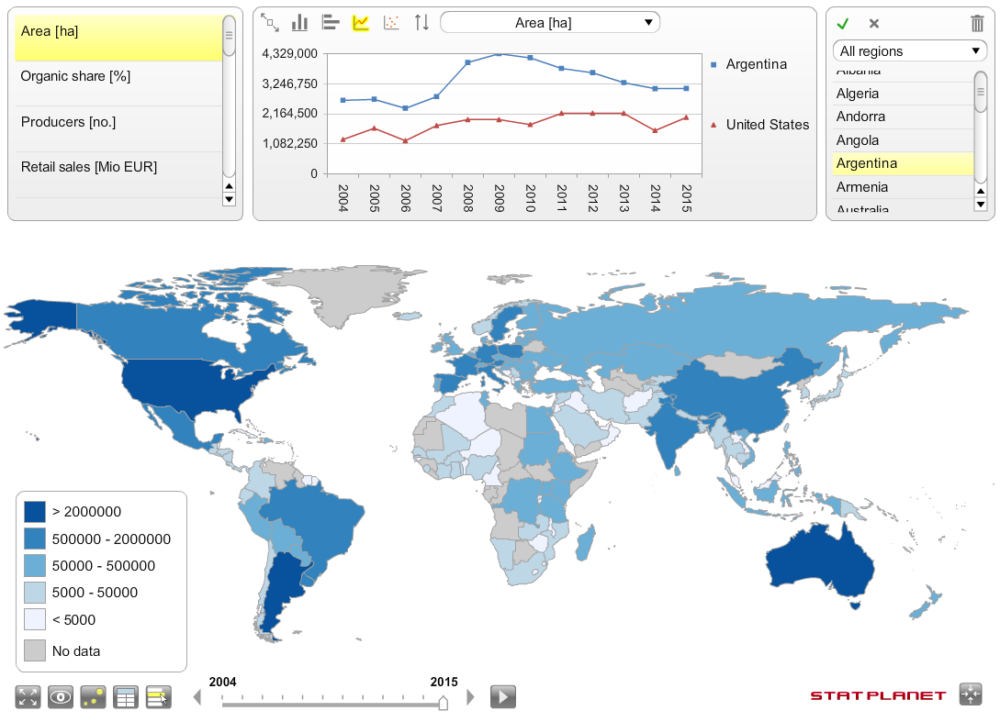 Area [ha]
Organic share [%]
Producers [no.]
Retail sales [Mio EUR]
Area [ha]
4,329,000
3,246,750
2,164,500
1,082,250
0
2004
2005
2006
2007
2008
2009
2010
2011
2012
2013
2014
2015
Argentina
United States
All regions
Albania
Algeria
Andorra
Angola
Argentina
Armenia
Australia
> 2000000
500000 - 2000000
50000 - 500000
5000 - 50000
< 5000
No data
2004
2015
STATPLANET